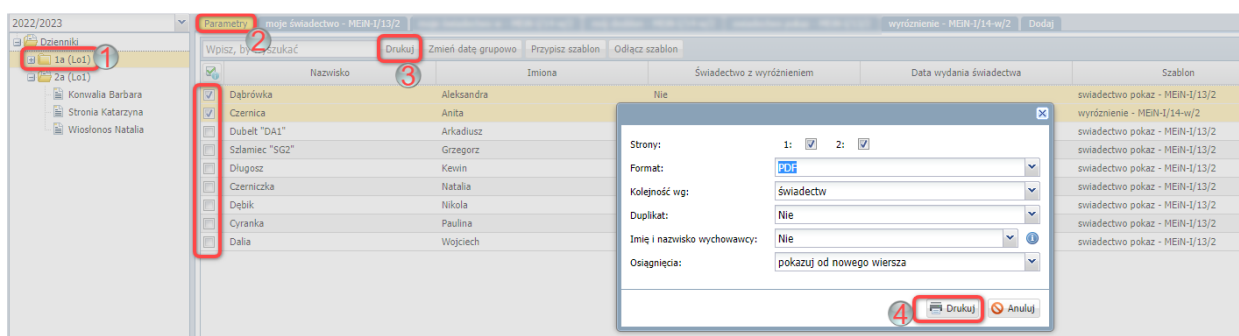 2022/2023
Parametry moje świadectwo - MEiN-I/13/2 wyróżnienie - MEiN-I/14-w/2 Dodaj
Dzienniki
Wpisz, by szukać Drukuj Zmień datę grupowo Przypisz szablon Odłącz szablon
1a (Lo1) 1 2
2a (Lo1) 3
Nazwisko Imiona Świadectwo z wyróżnieniem Data wydania świadectwa Szablon
Konwalia Barbara
Stronia Katarzyna
Wiosłonos Natalia
Dąbrówka Aleksandra Nie swiadectwo pokaz - MEiN-I/13/2
Czernica Anita wyróżnienie - MEiN-I/14-w/2
Dubelt "DA1" Arkadiusz swiadectwo pokaz - MEiN-I/13/2
Szlamiec "SG2" Grzegorz swiadectwo pokaz - MEiN-I/13/2
Długosz Kewin swiadectwo pokaz - MEiN-I/13/2
Czerniczka Natalia swiadectwo pokaz - MEiN-I/13/2
Dębik Nikola swiadectwo pokaz - MEiN-I/13/2
Cyranka Paulina swiadectwo pokaz - MEiN-I/13/2
Dalia Wojciech swiadectwo pokaz - MEiN-I/13/2
Strony: 1: 2:
Format: PDF
Kolejność wg: świadectw
Duplikat: Nie
Imię i nazwisko wychowawcy: Nie
Osiągnięcia: pokazuj od nowego wiersza
4 Drukuj Anuluj